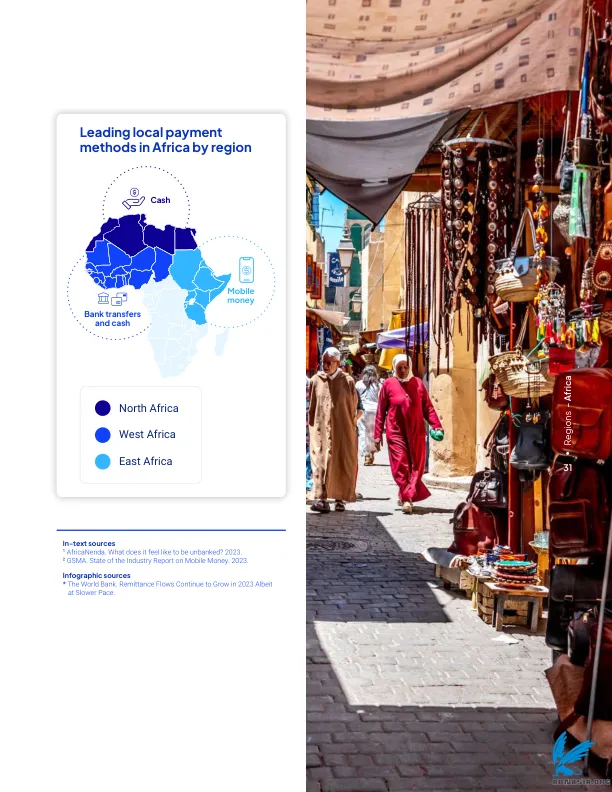 Leading local payment
methods in Africa by region
Cash
Mobile
money
Bank transfers
and cash
North Africa
West Africa
East Africa
In-text sources
¹ AfricaNenda. What does it feel like to be unbanked? 2023.
² GSMA. State of the Industry Report on Mobile Money. 2023.
Infographic sources
* The World Bank. Remittance Flows Continue to Grow in 2023 Albeit
at Slower Pace.
31 • Regions - Africa